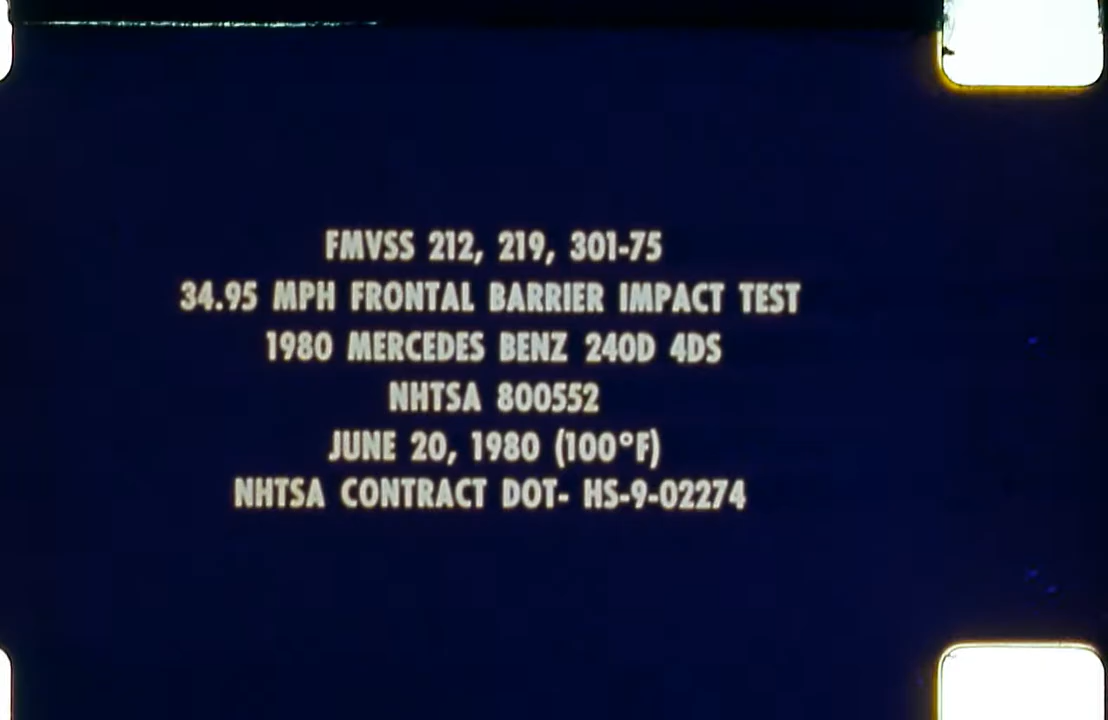 FMVSS 212, 219, 301-75
34.95 MPH FRONTAL BARRIER IMPACT TEST
1980 MERCEDES BENZ 240D 4DS
NHTSA 800552
JUNE 20, 1980 (100°F)
NHTSA CONTRACT DOT- HS-9-02274